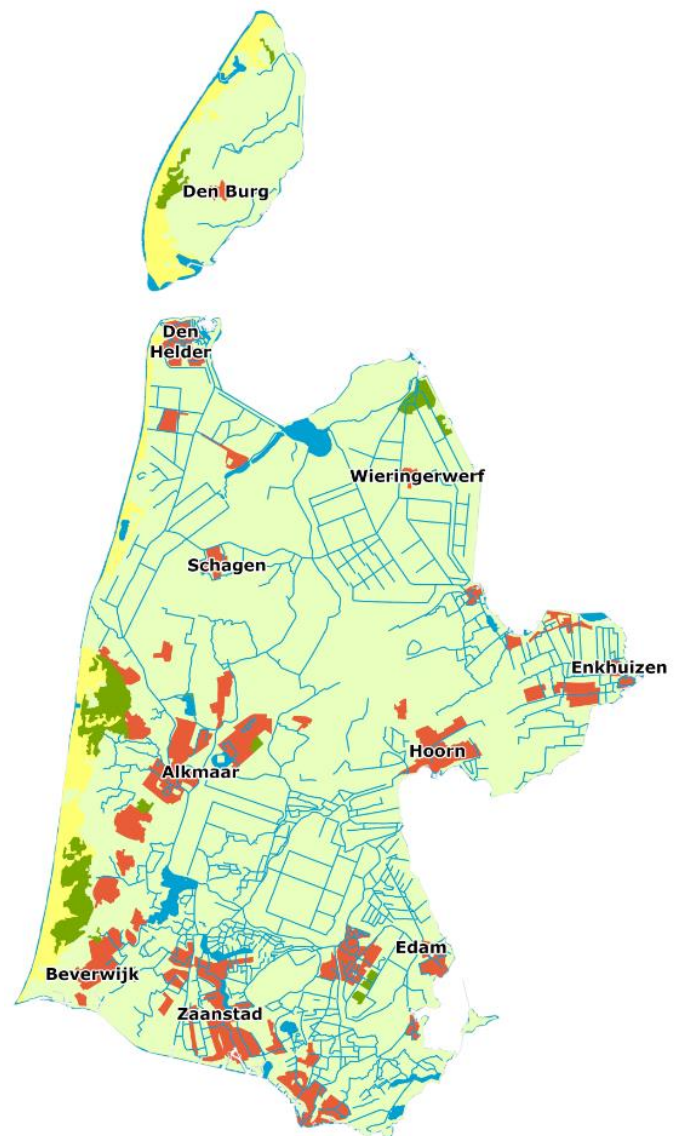 Den Burg
Den
Helder
Wieringerwerf
Schagen
Enkhuizen
Hoorn
Alkmaar
Edam
Beverwijk
Zaanstad